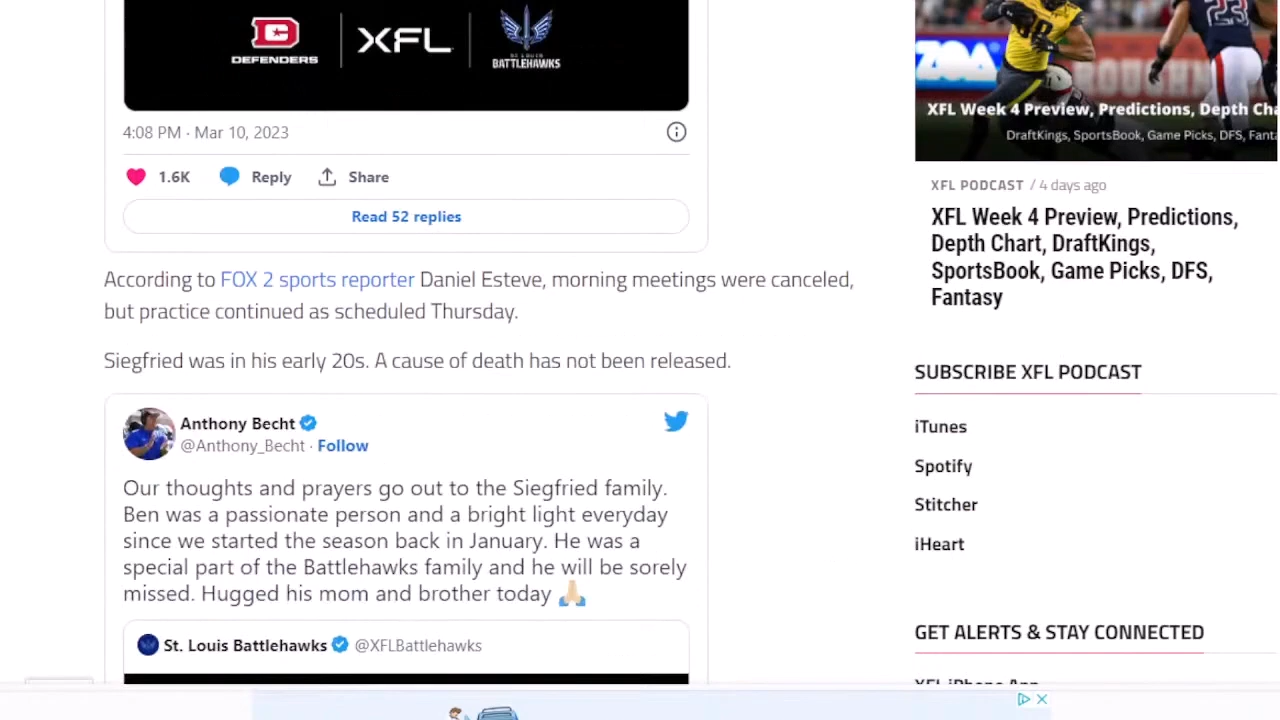 DEFENDERS
XFL
ST. LOUIS
BATTLEHAWKS
4:08 PM · Mar 10, 2023
1.6K Reply Share
Read 52 replies
According to FOX 2 sports reporter Daniel Esteve, morning meetings were canceled,
but practice continued as scheduled Thursday.
Siegfried was in his early 20s. A cause of death has not been released.
Anthony Becht
@Anthony_Becht · Follow
Our thoughts and prayers go out to the Siegfried family.
Ben was a passionate person and a bright light everyday
since we started the season back in January. He was a
special part of the Battlehawks family and he will be sorely
missed. Hugged his mom and brother today 🙏🏼
St. Louis Battlehawks @XFLBattlehawks
23
XFL Week 4 Preview, Predictions, Depth Cha
DraftKings, SportsBook, Game Picks, DFS, Fanta
XFL PODCAST / 4 days ago
XFL Week 4 Preview, Predictions,
Depth Chart, DraftKings,
SportsBook, Game Picks, DFS,
Fantasy
SUBSCRIBE XFL PODCAST
iTunes
Spotify
Stitcher
iHeart
GET ALERTS & STAY CONNECTED
XFL iPhone App